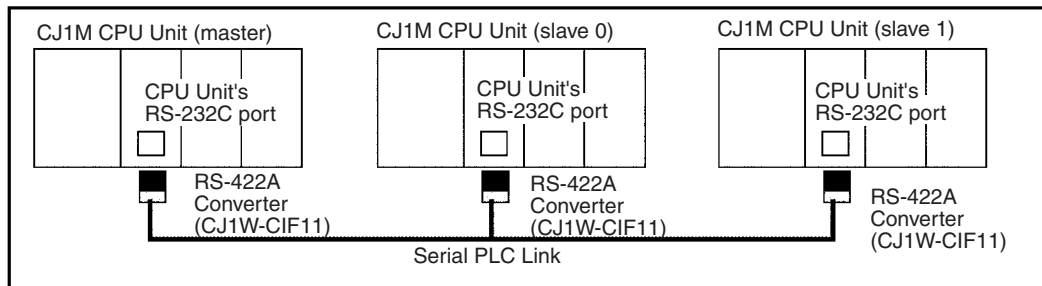 CJ1M CPU Unit (master)
CJ1M CPU Unit (slave 0)
CJ1M CPU Unit (slave 1)
CPU Unit's
RS-232C port
CPU Unit's
RS-232C port
CPU Unit's
RS-232C port
RS-422A
Converter
(CJ1W-CIF11)
RS-422A
Converter
(CJ1W-CIF11)
RS-422A
Converter
(CJ1W-CIF11)
Serial PLC Link